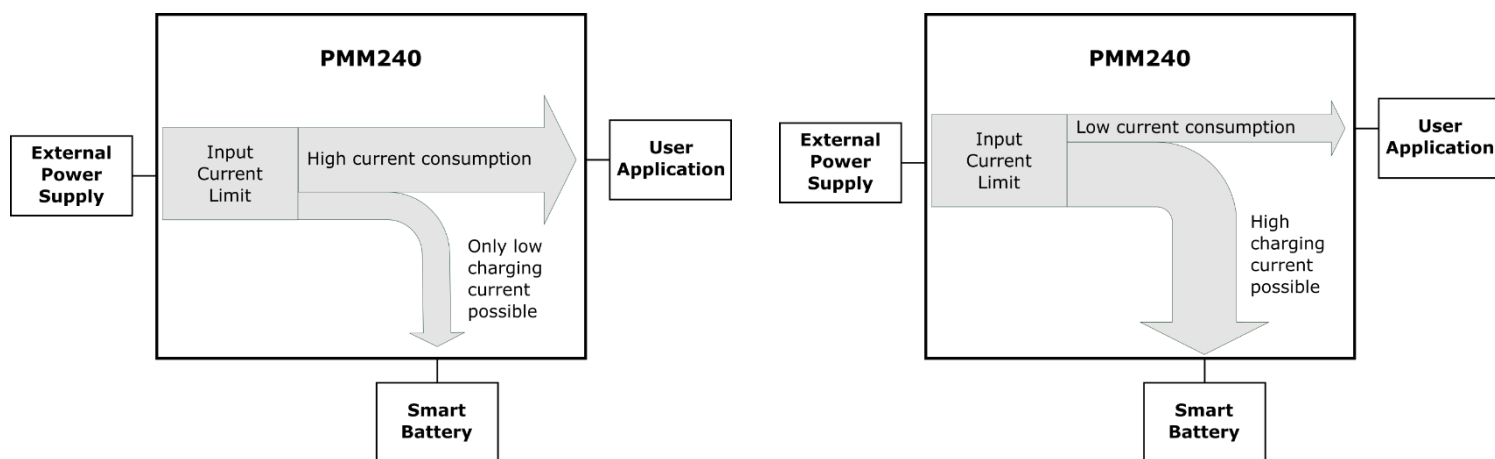 PMM240
External
Power
Supply
Input
Current
Limit
High current consumption
User
Application
Only low
charging
current
possible
Smart
Battery
PMM240
External
Power
Supply
Input
Current
Limit
Low current consumption
User
Application
High
charging
current
possible
Smart
Battery